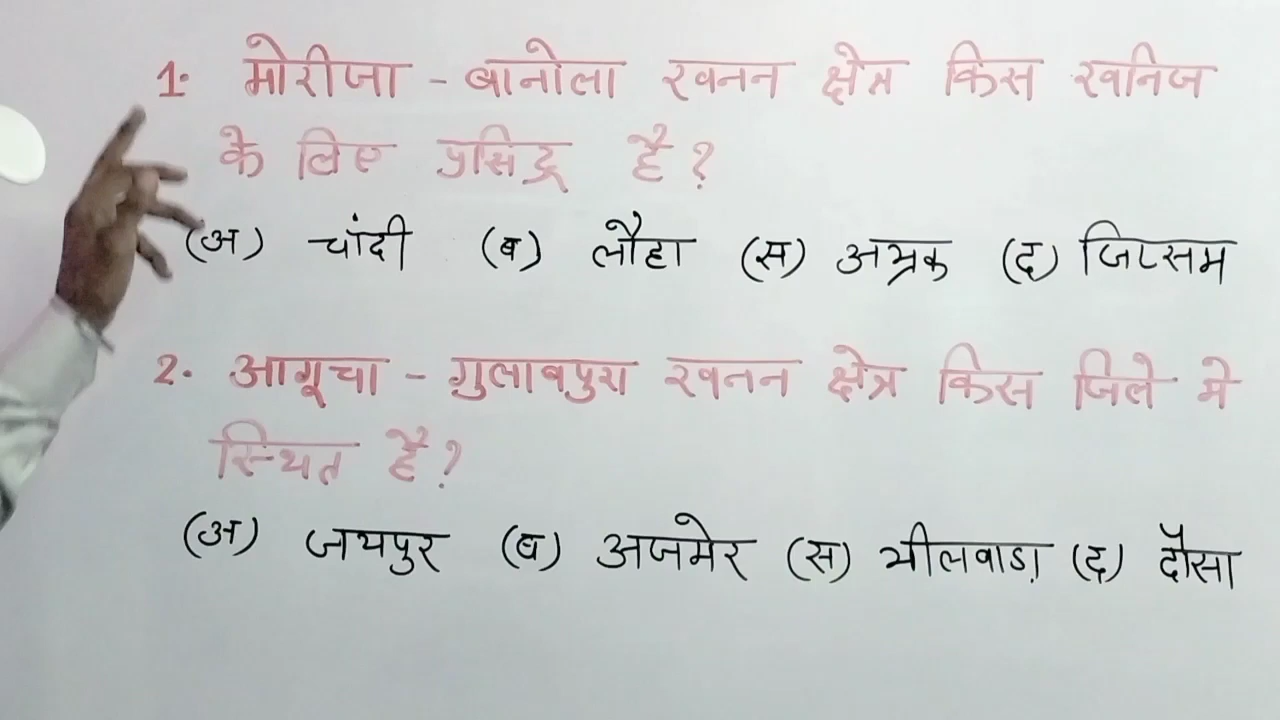 1. मोरीजा - बानोला खनन क्षेत्र किस खनिज
के लिए प्रसिद्ध है?
(अ) चांदी (ब) लौहा (स) अभ्रक (द) जिप्सम
2. आगूचा - गुलाबपुरा खनन क्षेत्र किस जिले मे
स्थित है?
(अ) जयपुर (ब) अजमेर (स) भीलवाडा़ (द) दौसा